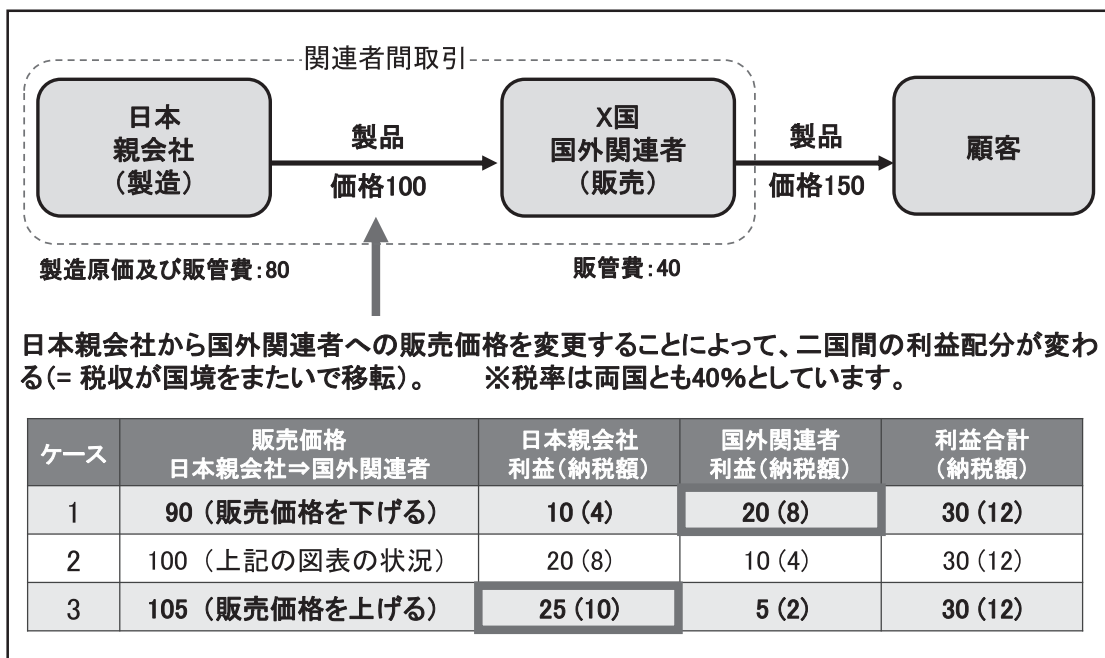 関連者間取引
日本
親会社
(製造)
製品
価格100
X国
国外関連者
(販売)
製品
価格150
顧客
製造原価及び販管費:80
販管費:40
日本親会社から国外関連者への販売価格を変更することによって、二国間の利益配分が変わ
る(= 税収が国境をまたいで移転)。 ※税率は両国とも40%としています。
ケース 販売価格 日本親会社⇒国外関連者 日本親会社 利益(納税額) 国外関連者 利益(納税額) 利益合計 (納税額)
1 90 (販売価格を下げる) 10 (4) 20 (8) 30 (12)
2 100 (上記の図表の状況) 20 (8) 10 (4) 30 (12)
3 105 (販売価格を上げる) 25 (10) 5 (2) 30 (12)